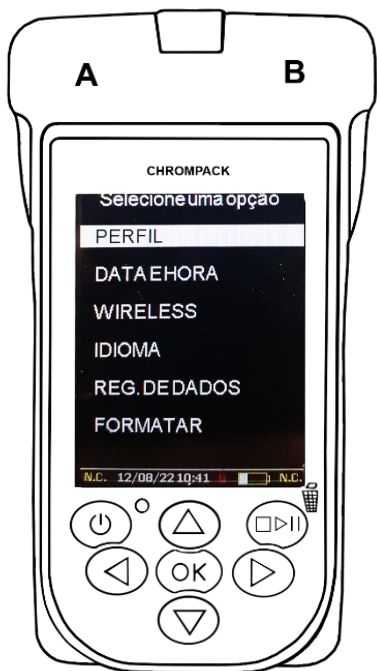 A B
CHROMPACK
Selecione uma opção
PERFIL
DATA E HORA
WIRELESS
IDIOMA
REG. DE DADOS
FORMATAR
N.C. 12/08/22 10:41 N.C.
OK